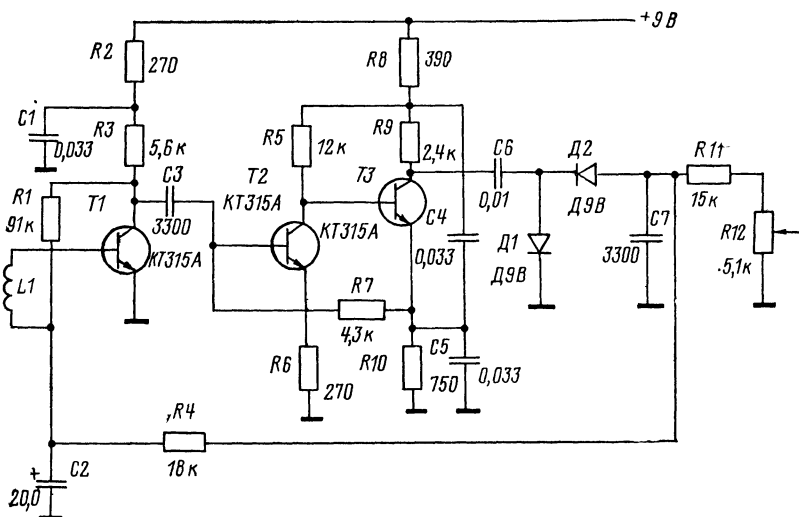 +9 В
R2
270
R8
390
C1
0,033
R3
5,6 к
R5
12 к
R9
2,4 к
C6
0,01
Д2
Д9В
R11
15 к
R1
91 к
T1
C3
3300
КТ315А
T2
КТ315А
КТ315А
T3
C4
0,033
Д1
Д9В
C7
3300
R12
5,1 к
L1
R7
4,3 к
R6
270
R10
750
C5
0,033
R4
18 к
+
C2
20,0